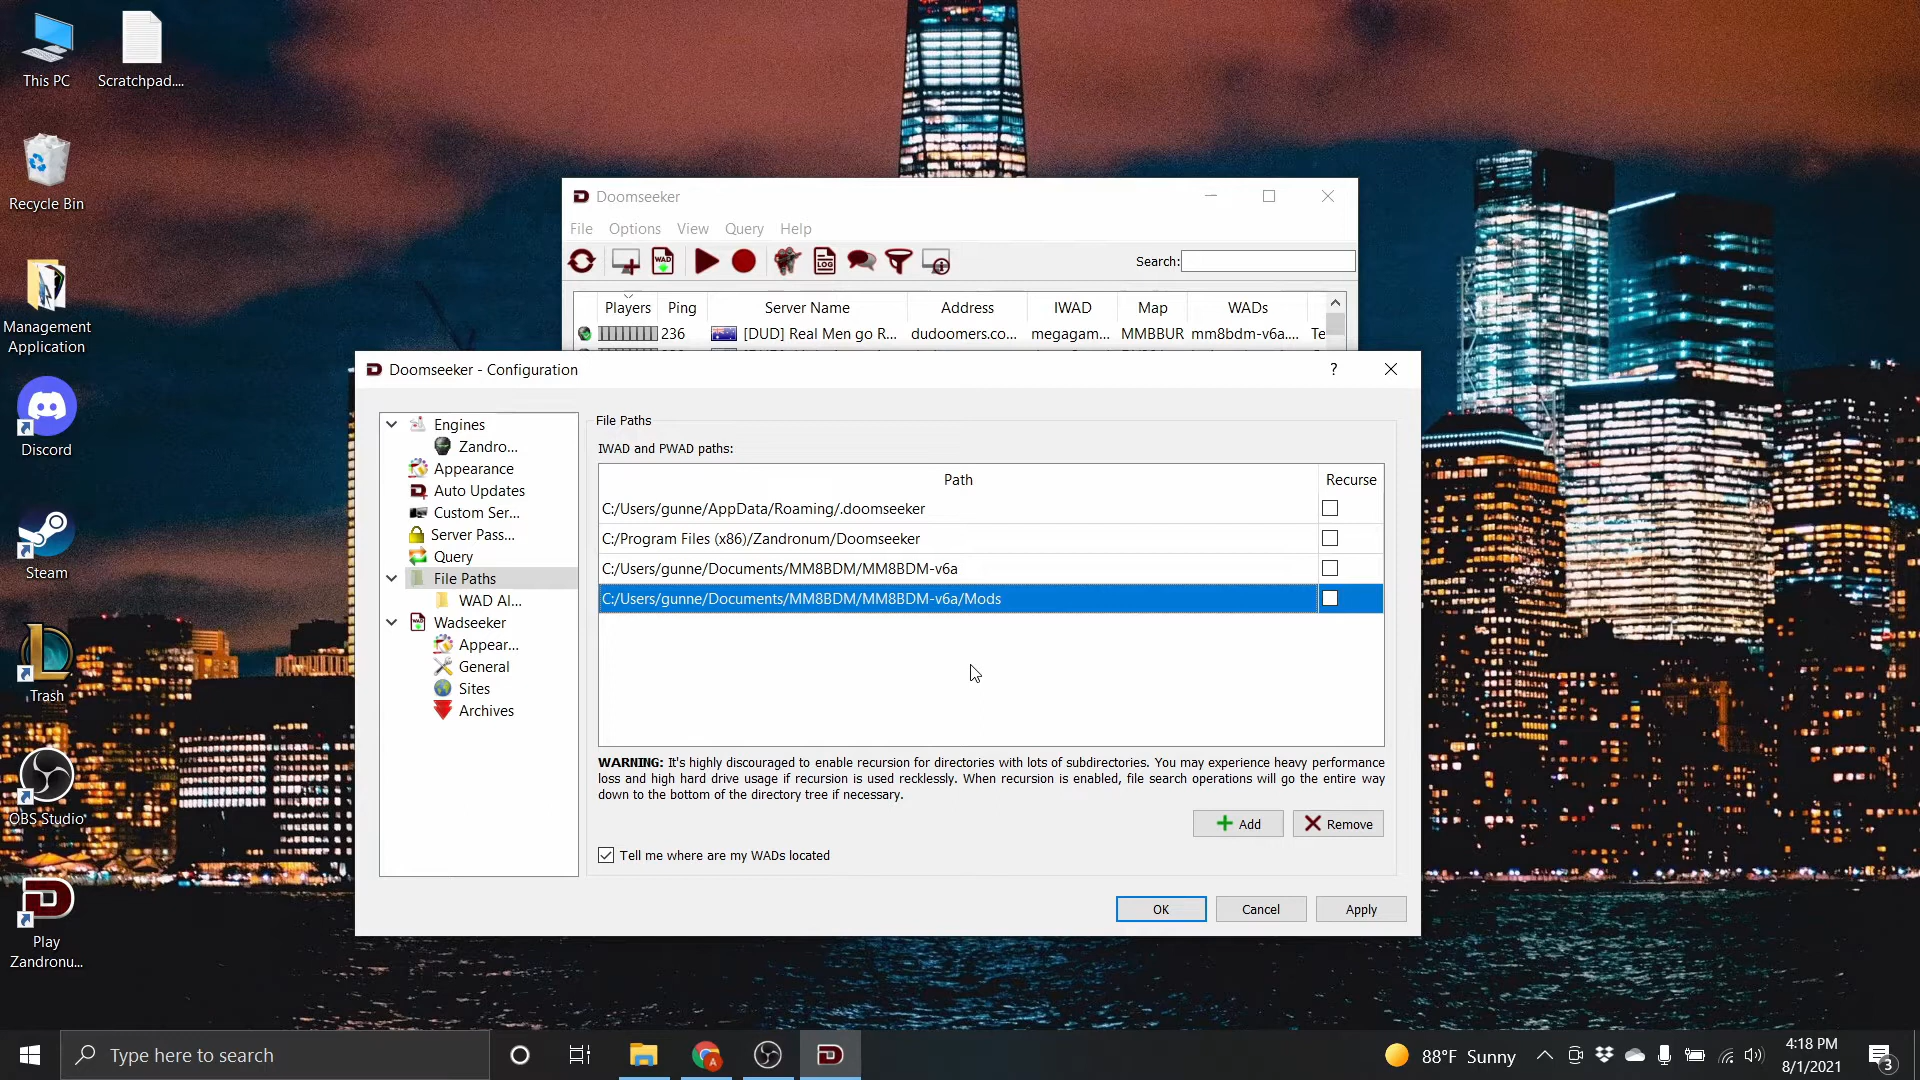 This PC
Scratchpad....
Recycle Bin
Management
Application
Discord
Steam
Trash
OBS Studio
Play
Zandronu...
Doomseeker
File Options View Query Help
WAD
LOG
Search:
Players Ping Server Name Address IWAD Map WADs
236 [DUD] Real Men go R... dudoomers.co... megagam... MMBBUR mm8bdm-v6a.... Te
Doomseeker - Configuration
?
Engines
Zandro...
Appearance
Auto Updates
Custom Ser...
Server Pass...
Query
File Paths
WAD Al...
Wadseeker
Appear...
General
Sites
Archives
File Paths
IWAD and PWAD paths:
Path Recurse
C:/Users/gunne/AppData/Roaming/.doomseeker
C:/Program Files (x86)/Zandronum/Doomseeker
C:/Users/gunne/Documents/MM8BDM/MM8BDM-v6a
C:/Users/gunne/Documents/MM8BDM/MM8BDM-v6a/Mods
WARNING: It's highly discouraged to enable recursion for directories with lots of subdirectories. You may experience heavy performance
loss and high hard drive usage if recursion is used recklessly. When recursion is enabled, file search operations will go the entire way
down to the bottom of the directory tree if necessary.
Add Remove
Tell me where are my WADs located
OK Cancel Apply
Type here to search
88°F Sunny
4:18 PM
8/1/2021
3